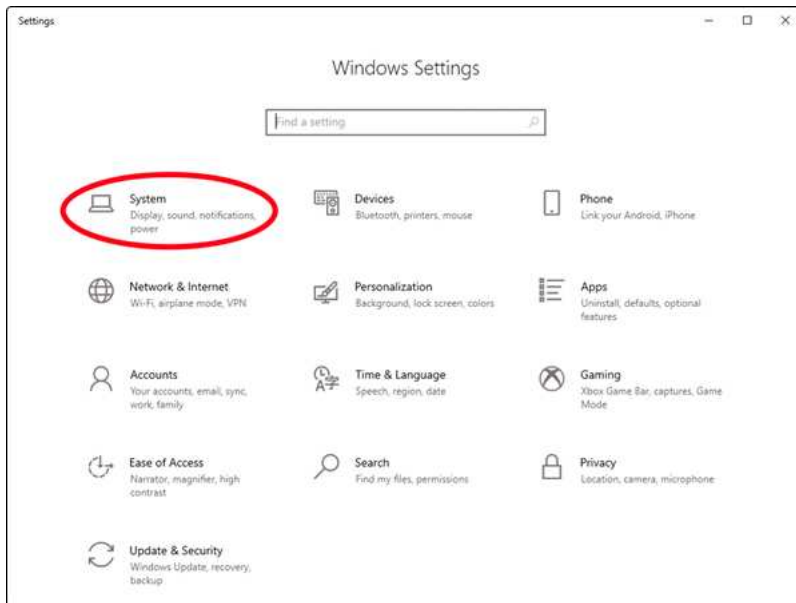 Settings
Windows Settings
Find a setting
System
Display, sound, notifications,
power
Devices
Bluetooth, printers, mouse
Phone
Link your Android, iPhone
Network & Internet
Wi-Fi, airplane mode, VPN
Personalization
Background, lock screen, colors
Apps
Uninstall, defaults, optional
features
Accounts
Your accounts, email, sync,
work, family
Time & Language
Speech, region, date
Gaming
Xbox Game Bar, captures, Game
Mode
Ease of Access
Narrator, magnifier, high
contrast
Search
Find my files, permissions
Privacy
Location, camera, microphone
Update & Security
Windows Update, recovery,
backup